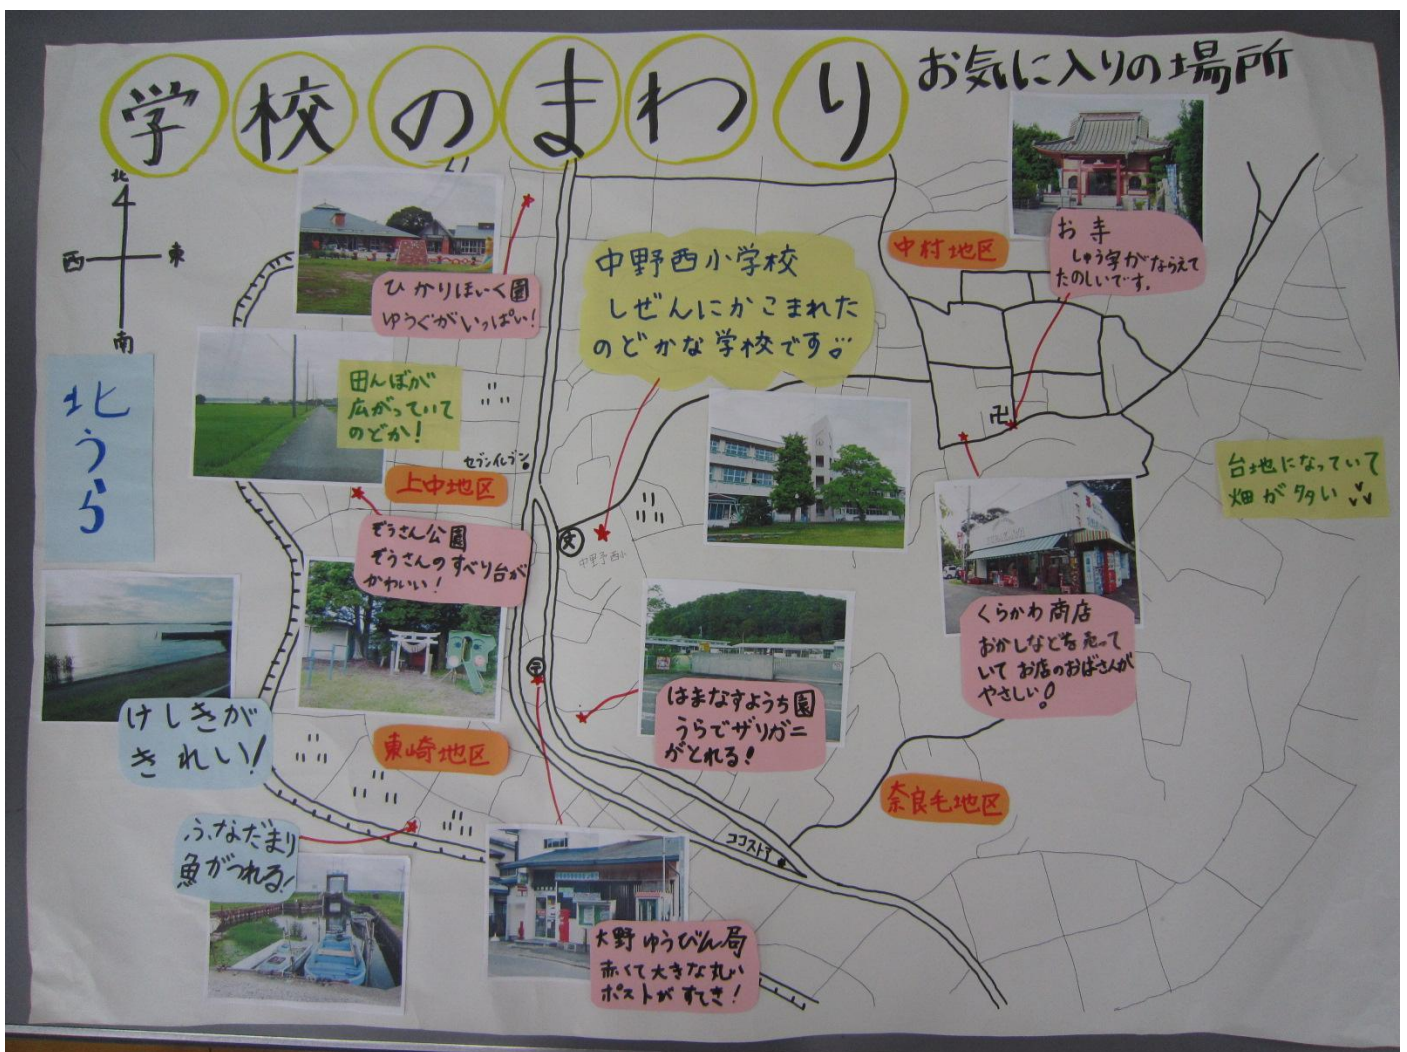 学校のまわり
お気に入りの場所
北
西
東
南
北うら
ひかりほいく園
ゆうぐがいっぱい!
中野西小学校
しぜんにかこまれた
のどかな学校です
中村地区
お寺
しゅう字がならえて
たのしいです。
田んぼが
広がっていて
のどか!
セブンイレブン
上中地区
ぞうさん公園
ぞうさんのすべり台が
かわいい!
文
中野西小
卍
台地になっていて
畑が多い
くらかわ商店
おかしなどを売って
いてお店のおばさんが
やさしい!
けしきが
きれい!
〒
はまなすようち園
うらでザリガニ
がとれる!
東崎地区
奈良毛地区
ココストア
ふなだまり
魚がつれる!
大野ゆうびん局
赤くて大きな丸い
ポストがすてき!